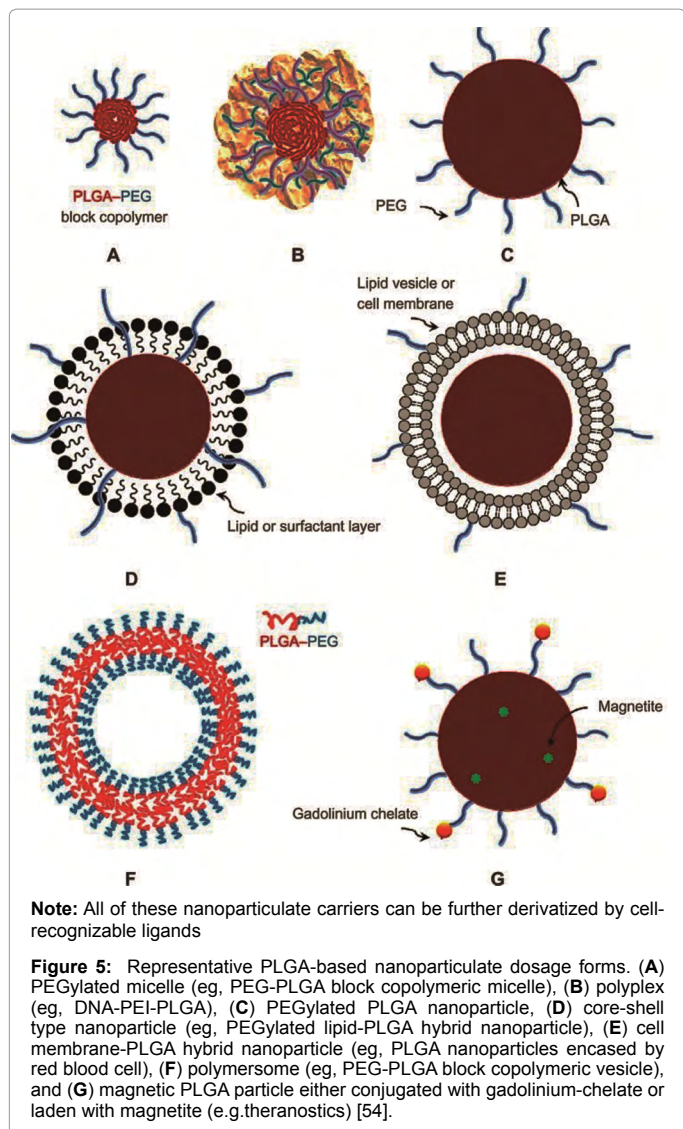 PLGA–PEG
block copolymer
PEG
PLGA
A
B
C
Lipid vesicle or
cell membrane
Lipid or surfactant layer
D
E
PLGA–PEG
Magnetite
Gadolinium chelate
F
G
Note: All of these nanoparticulate carriers can be further derivatized by cell-
recognizable ligands
Figure 5: Representative PLGA-based nanoparticulate dosage forms. (A)
PEGylated micelle (eg, PEG-PLGA block copolymeric micelle), (B) polyplex
(eg, DNA-PEI-PLGA), (C) PEGylated PLGA nanoparticle, (D) core-shell
type nanoparticle (eg, PEGylated lipid-PLGA hybrid nanoparticle), (E) cell
membrane-PLGA hybrid nanoparticle (eg, PLGA nanoparticles encased by
red blood cell), (F) polymersome (eg, PEG-PLGA block copolymeric vesicle),
and (G) magnetic PLGA particle either conjugated with gadolinium-chelate or
laden with magnetite (e.g.theranostics) [54].